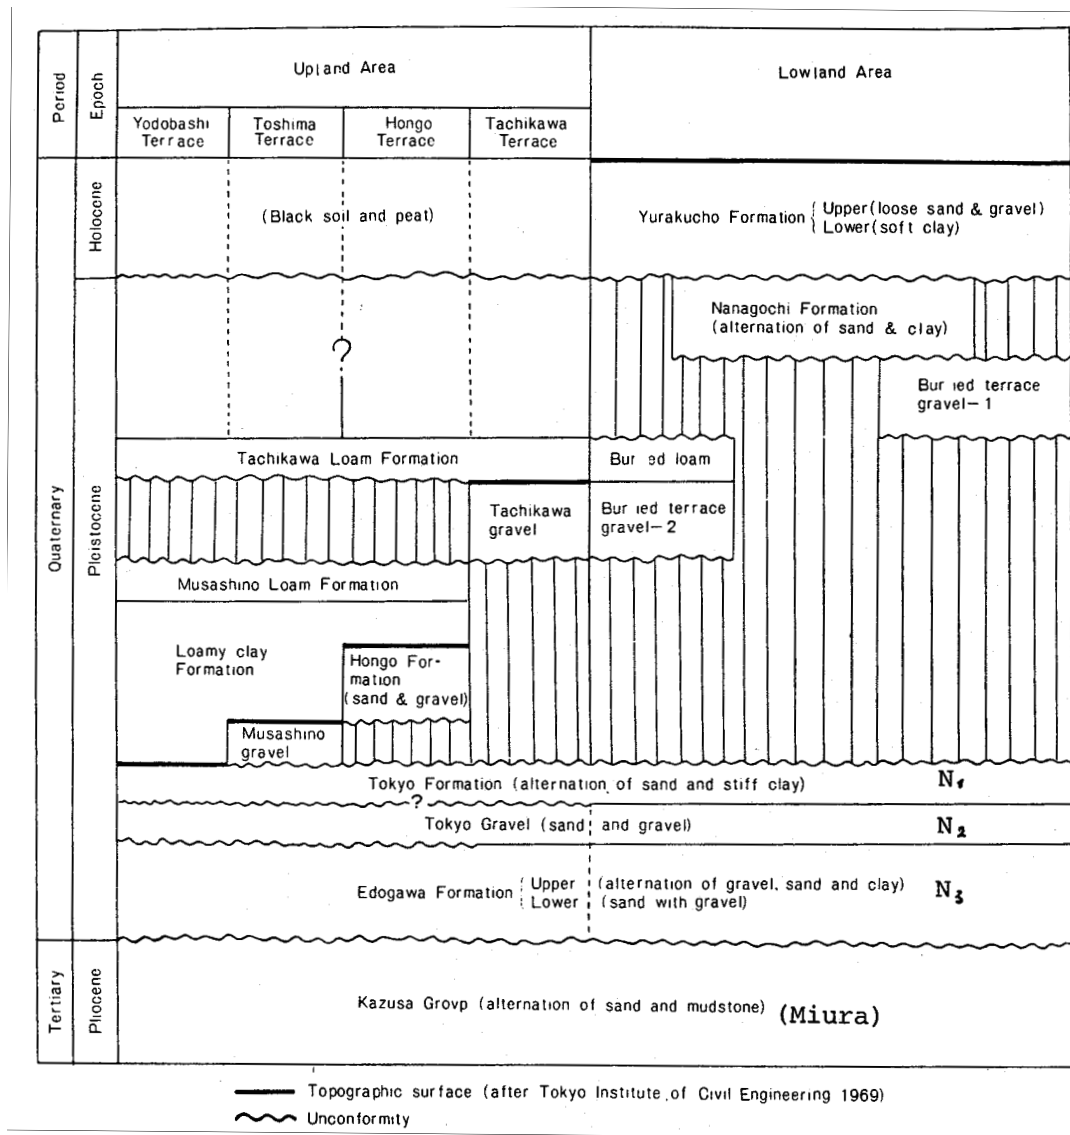 Period
Epoch
Upland Area
Lowland Area
Yodobashi
Terrace
Toshima
Terrace
Hongo
Terrace
Tachikawa
Terrace
Quaternary
Holocene
(Black soil and peat)
Yurakucho Formation { Upper (loose sand & gravel)
Lower (soft clay)
Pleistocene
Nanagochi Formation
(alternation of sand & clay)
?
Buried terrace
gravel-1
Tachikawa Loam Formation
Buried loam
Tachikawa
gravel
Buried terrace
gravel-2
Musashino Loam Formation
Loamy clay
Formation
Hongo For-
mation
(sand & gravel)
Musashino
gravel
Tokyo Formation (alternation of sand and stiff clay) N1
?
Tokyo Gravel (sand and gravel) N2
Edogawa Formation { Upper (alternation of gravel, sand and clay) N3
Lower (sand with gravel)
Tertiary
Pliocene
Kazusa Grovp (alternation of sand and mudstone) (Miura)
Topographic surface (after Tokyo Institute of Civil Engineering 1969)
Unconformity